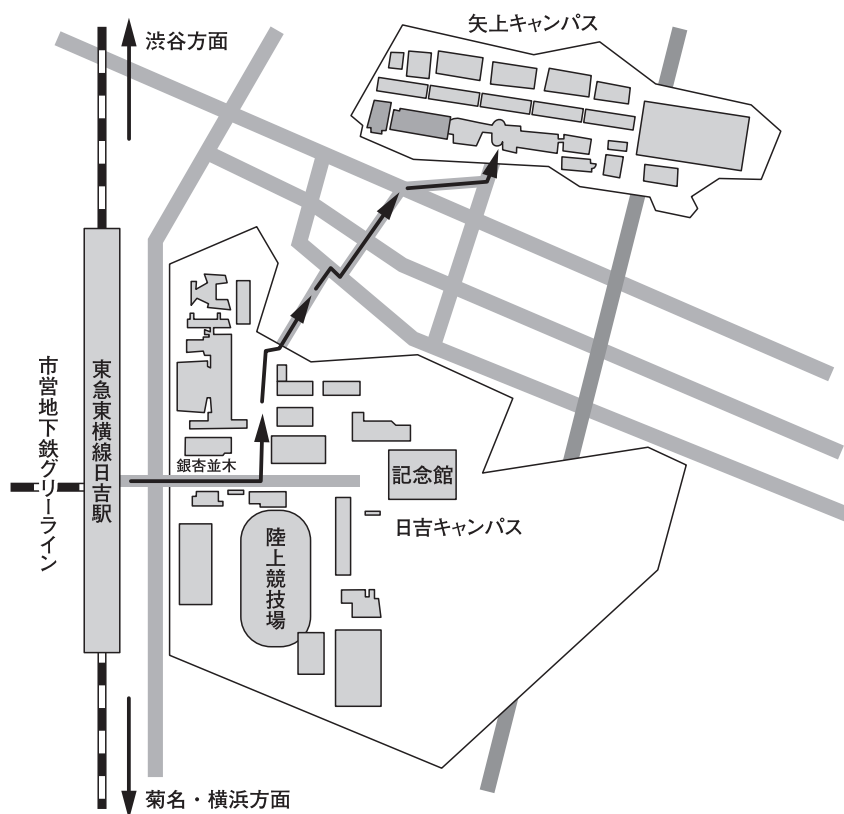 矢上キャンパス
渋谷方面
市営地下鉄グリーンライン
東急東横線日吉駅
銀杏並木
記念館
日吉キャンパス
陸上競技場
菊名・横浜方面